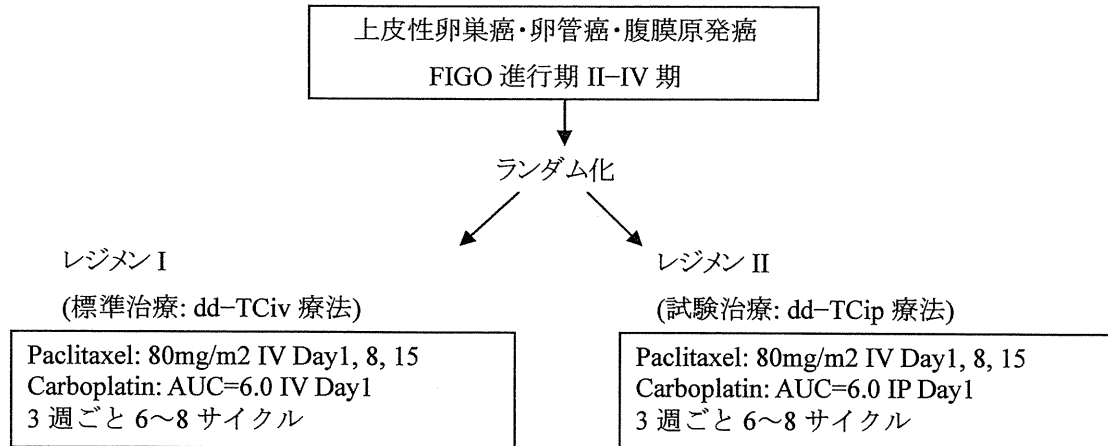 上皮性卵巣癌･卵管癌･腹膜原発癌
FIGO 進行期 II−IV 期
ランダム化
レジメン I
(標準治療: dd−TCiv 療法)
Paclitaxel: 80mg/m2 IV Day1, 8, 15
Carboplatin: AUC=6.0 IV Day1
3 週ごと 6～8 サイクル
レジメン II
(試験治療: dd−TCip 療法)
Paclitaxel: 80mg/m2 IV Day1, 8, 15
Carboplatin: AUC=6.0 IP Day1
3 週ごと 6～8 サイクル